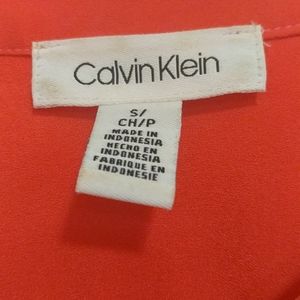 Calvin Klein
S/
CH/P
MADE IN
INDONESIA
HECHO EN
INDONESIA
FABRIQUE EN
INDONESIE